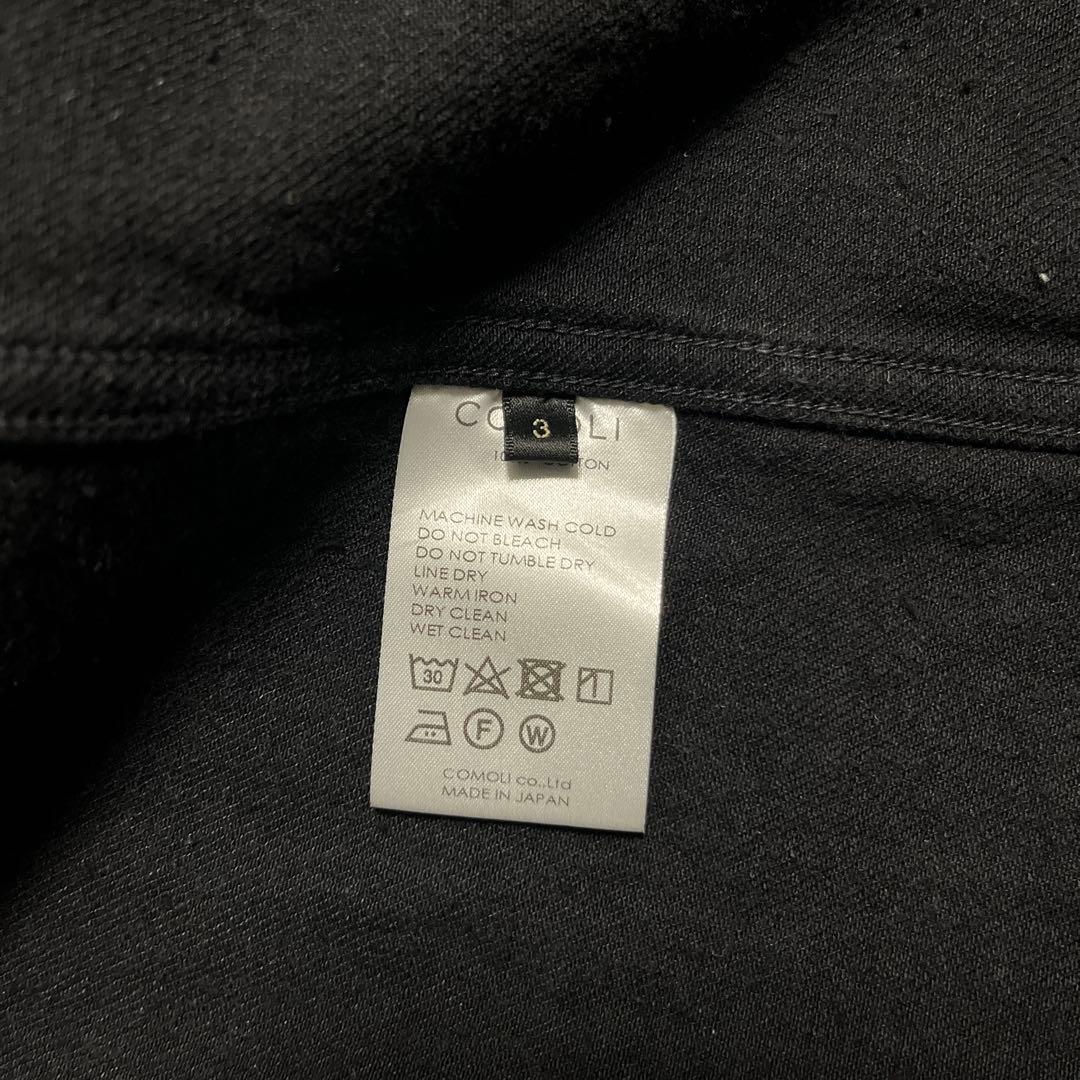 3
COTTON
MACHINE WASH COLD
DO NOT BLEACH
DO NOT TUMBLE DRY
LINE DRY
WARM IRON
DRY CLEAN
WET CLEAN
30
F W
COMOLI co.,Ltd
MADE IN JAPAN